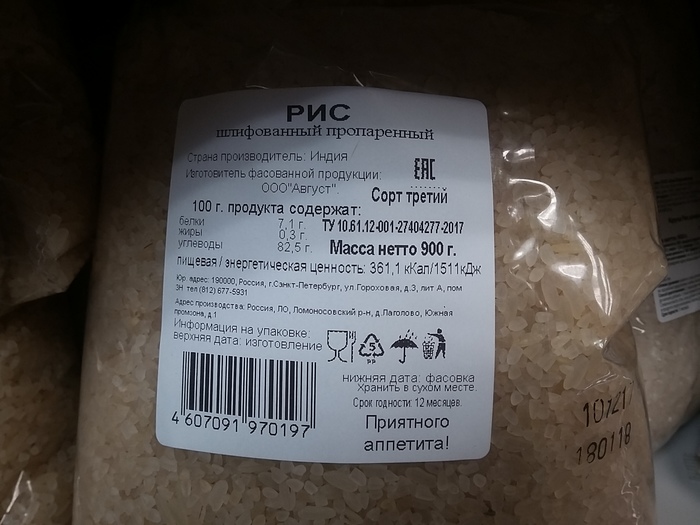 РИС
шлифованный пропаренный
Страна производитель: Индия
Изготовитель фасованной продукции:
ООО"Август".
EAC
Сорт третий
100 г. продукта содержат:
белки 7,1 г.
жиры 0,3 г.
углеводы 82,5 г.
ТУ 10.61.12-001-27404277-2017
Масса нетто 900 г.
пищевая / энергетическая ценность: 361,1 кКал/1511кДж
Юр. адрес: 190000, Россия, г.Санкт-Петербург, ул.Гороховая, д.3, лит А, пом
3Н тел (812) 677-5931
Адрес производства: Россия, ЛО, Ломоносовский р-н, д.Лаголово, Южная
промзона, д.1
Информация на упаковке:
верхняя дата: изготовление
5
нижняя дата: фасовка
Хранить в сухом месте.
Срок годности: 12 месяцев.
Приятного
аппетита!
4 607091 970197
180118